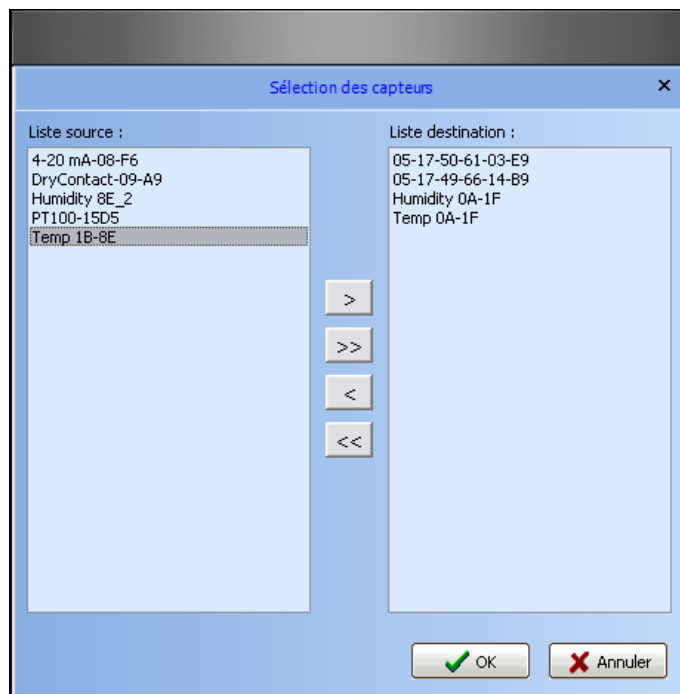 Sélection des capteurs
Liste source :
4-20 mA-08-F6
DryContact-09-A9
Humidity 8E_2
PT100-15D5
Temp 1B-8E
>
>>
<
<<
Liste destination :
05-17-50-61-03-E9
05-17-49-66-14-B9
Humidity 0A-1F
Temp 0A-1F
OK
Annuler